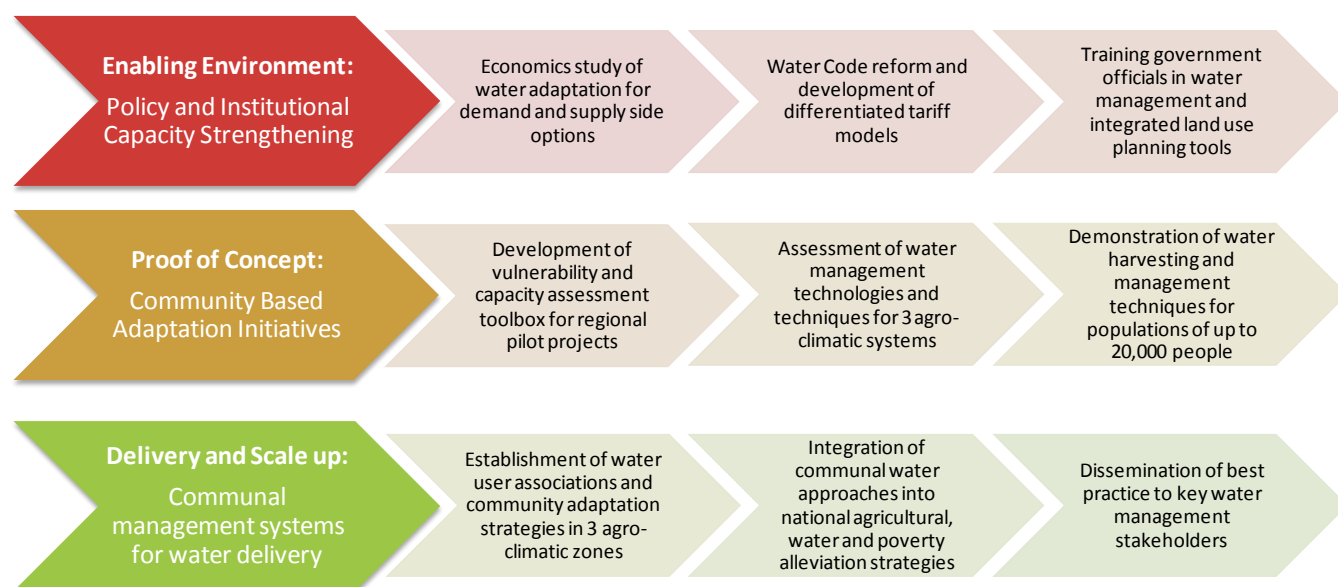 Enabling Environment:
Policy and Institutional
Capacity Strengthening
Economics study of
water adaptation for
demand and supply side
options
Water Code reform and
development of
differentiated tariff
models
Training government
officials in water
management and
integrated land use
planning tools
Proof of Concept:
Community Based
Adaptation Initiatives
Development of
vulnerability and
capacity assessment
toolbox for regional
pilot projects
Assessment of water
management
technologies and
techniques for 3 agro-
climatic systems
Demonstration of water
harvesting and
management
techniques for
populations of up to
20,000 people
Delivery and Scale up:
Communal
management systems
for water delivery
Establishment of water
user associations and
community adaptation
strategies in 3 agro-
climatic zones
Integration of
communal water
approaches into
national agricultural,
water and poverty
alleviation strategies
Dissemination of best
practice to key water
management
stakeholders